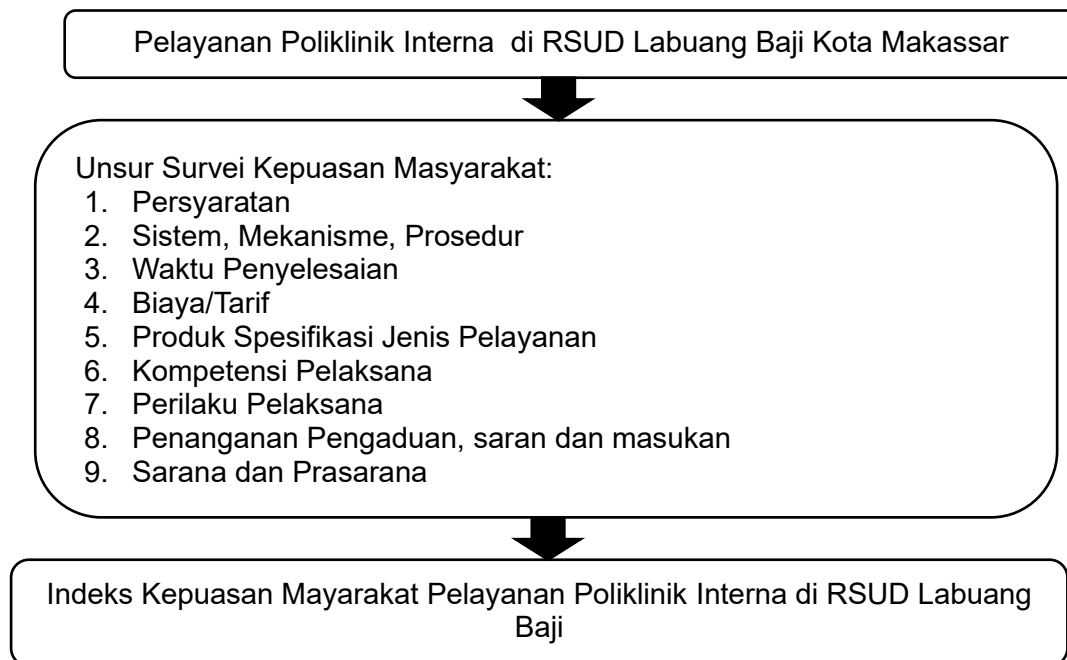 Pelayanan Poliklinik Interna di RSUD Labuang Baji Kota Makassar
Unsur Survei Kepuasan Masyarakat:
1. Persyaratan
2. Sistem, Mekanisme, Prosedur
3. Waktu Penyelesaian
4. Biaya/Tarif
5. Produk Spesifikasi Jenis Pelayanan
6. Kompetensi Pelaksana
7. Perilaku Pelaksana
8. Penanganan Pengaduan, saran dan masukan
9. Sarana dan Prasarana
Indeks Kepuasan Mayarakat Pelayanan Poliklinik Interna di RSUD Labuang
Baji